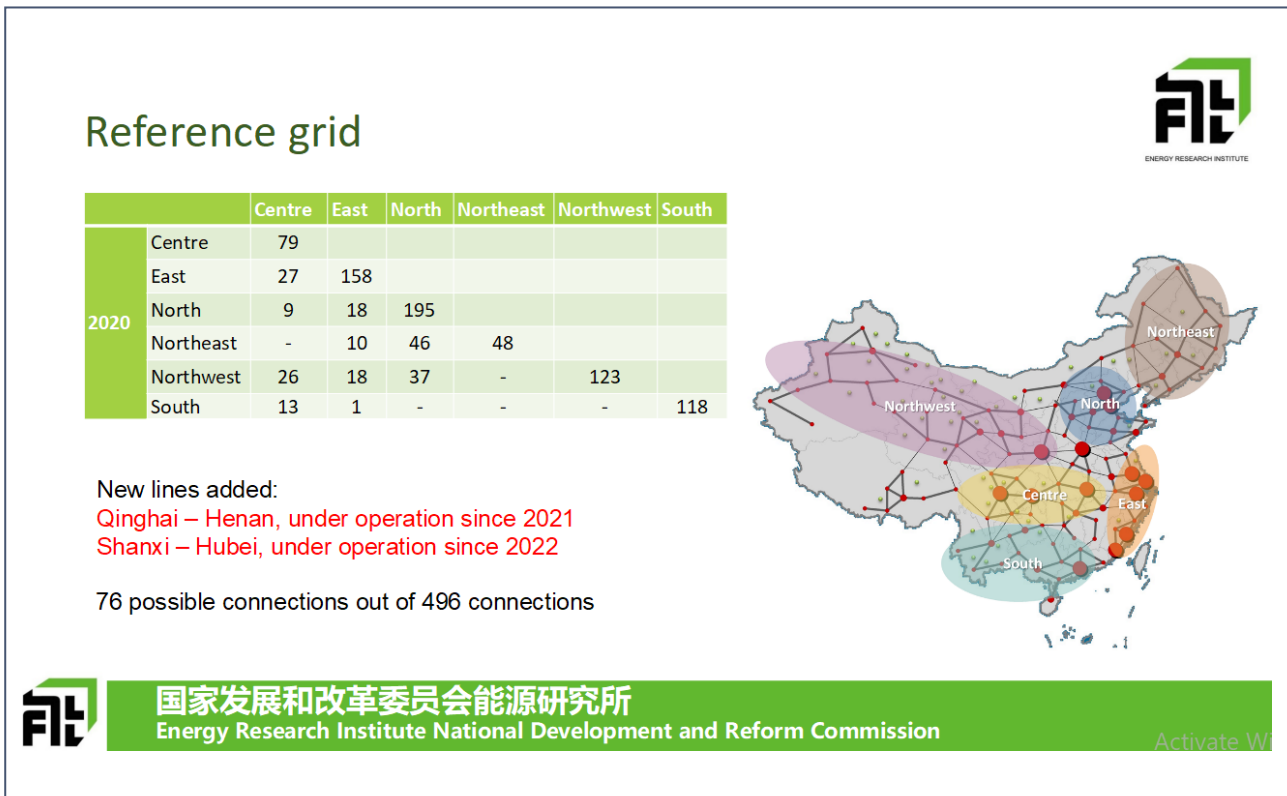 ENERGY RESEARCH INSTITUTE
Reference grid
Centre East North Northeast Northwest South
2020
Centre 79
East 27 158
North 9 18 195
Northeast - 10 46 48
Northwest 26 18 37 - 123
South 13 1 - - - 118
New lines added:
Qinghai – Henan, under operation since 2021
Shanxi – Hubei, under operation since 2022
76 possible connections out of 496 connections
Northeast
North
Northwest
Centre
East
South
国家发展和改革委员会能源研究所
Energy Research Institute National Development and Reform Commission
Activate Wi